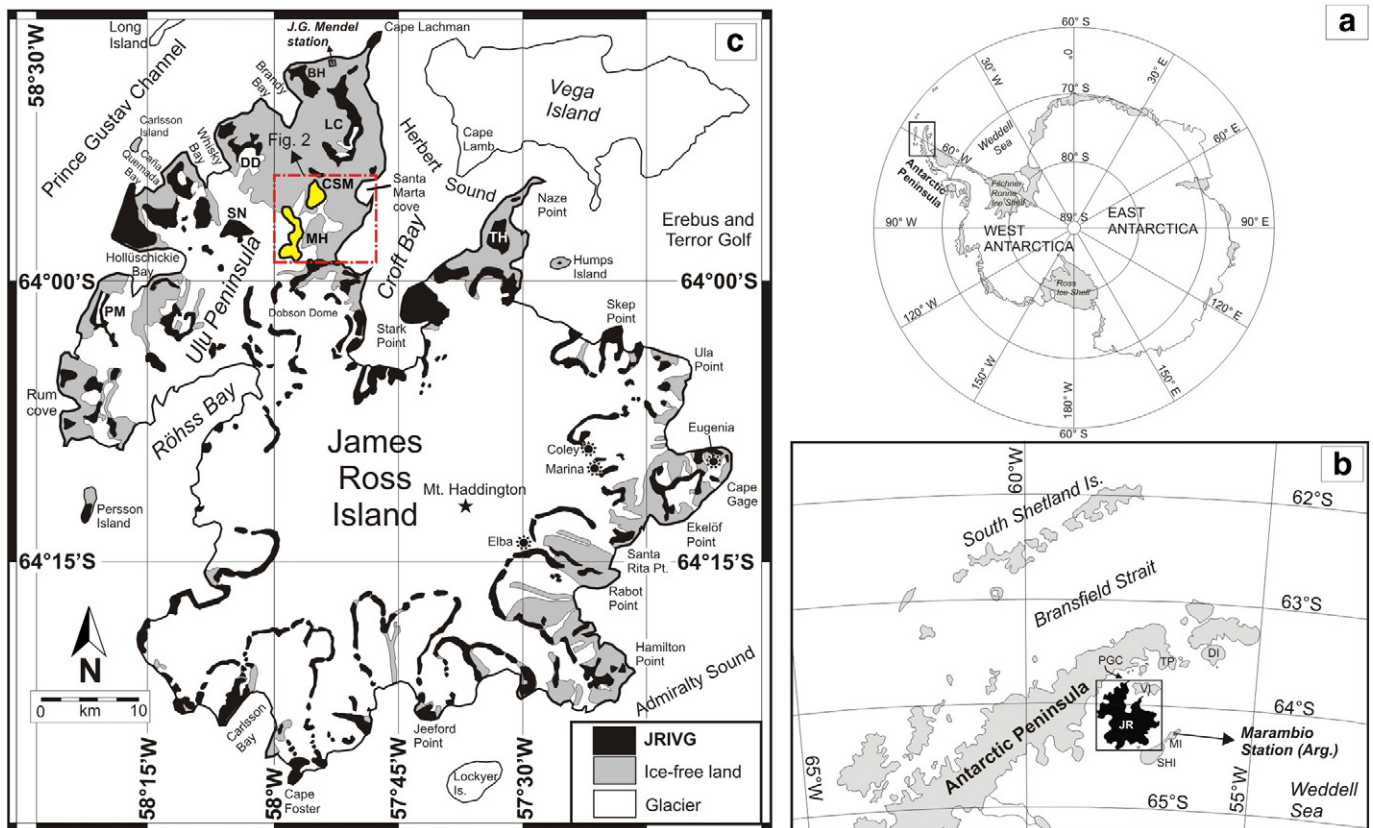 c
Long
Island
J.G. Mendel
station
Cape Lachman
58°30'W
Prince Gustav Channel
Brandy
Bay
BH
Vega
Island
Carlsson
Island
Whisky
Bay
LC
Herbert
Sound
Cape
Lamb
Caña
Quemada
Bay
Fig. 2
DD
CSM
Santa
Marta
cove
Naze
Point
SN
MH
TH
Erebus and
Terror Golf
Hollüschickie
Bay
Croft Bay
Humps
Island
64°00'S
64°00'S
PM
Ulu Peninsula
Dobson Dome
Stark
Point
Skep
Point
Ula
Point
Rum
cove
Röhss Bay
James
Ross
Island
Coley
Marina
Eugenia
Mt. Haddington
Cape
Gage
Persson
Island
Ekelöf
Point
Elba
64°15'S
Santa
Rita Pt.
64°15'S
Rabot
Point
N
0 km 10
Hamilton
Point
Admiralty Sound
Carlsson
Bay
Jeeford
Point
Cape
Foster
Lockyer
Is.
58°15'W
58°W
57°45'W
57°30'W
JRIVG
Ice-free land
Glacier
a
60° S
30° W
0°
30° E
70° S
Weddell
Sea
60° W
60° E
80° S
Antarctic
Peninsula
Filchner
Ronne
Ice Shelf
89° S
EAST
ANTARCTICA
90° W
90° E
WEST
ANTARCTICA
Ross
Ice Shelf
120° W
120° E
150° W
150° E
180° W
60° S
b
60°W
South Shetland Is.
62°S
Bransfield Strait
63°S
PGC
TP
DI
VI
Antarctic Peninsula
JR
64°S
MI
SHI
Marambio
Station (Arg.)
65°W
65°S
55°W
Weddell
Sea